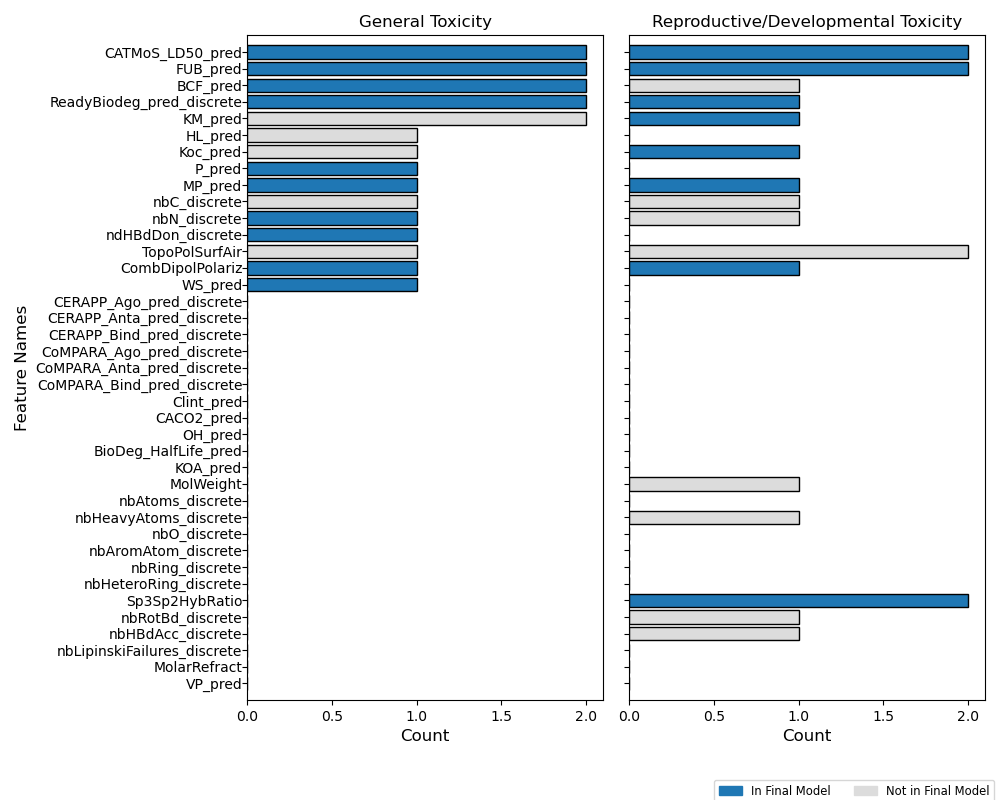 General Toxicity
Reproductive/Developmental Toxicity
Feature Names
CATMoS_LD50_pred
FUB_pred
BCF_pred
ReadyBiodeg_pred_discrete
KM_pred
HL_pred
Koc_pred
P_pred
MP_pred
nbC_discrete
nbN_discrete
ndHBdDon_discrete
TopoPolSurfAir
CombDipolPolariz
WS_pred
CERAPP_Ago_pred_discrete
CERAPP_Anta_pred_discrete
CERAPP_Bind_pred_discrete
CoMPARA_Ago_pred_discrete
CoMPARA_Anta_pred_discrete
CoMPARA_Bind_pred_discrete
Clint_pred
CACO2_pred
OH_pred
BioDeg_HalfLife_pred
KOA_pred
MolWeight
nbAtoms_discrete
nbHeavyAtoms_discrete
nbO_discrete
nbAromAtom_discrete
nbRing_discrete
nbHeteroRing_discrete
Sp3Sp2HybRatio
nbRotBd_discrete
nbHBdAcc_discrete
nbLipinskiFailures_discrete
MolarRefract
VP_pred
0.0 0.5 1.0 1.5 2.0
0.0 0.5 1.0 1.5 2.0
Count
Count
In Final Model
Not in Final Model